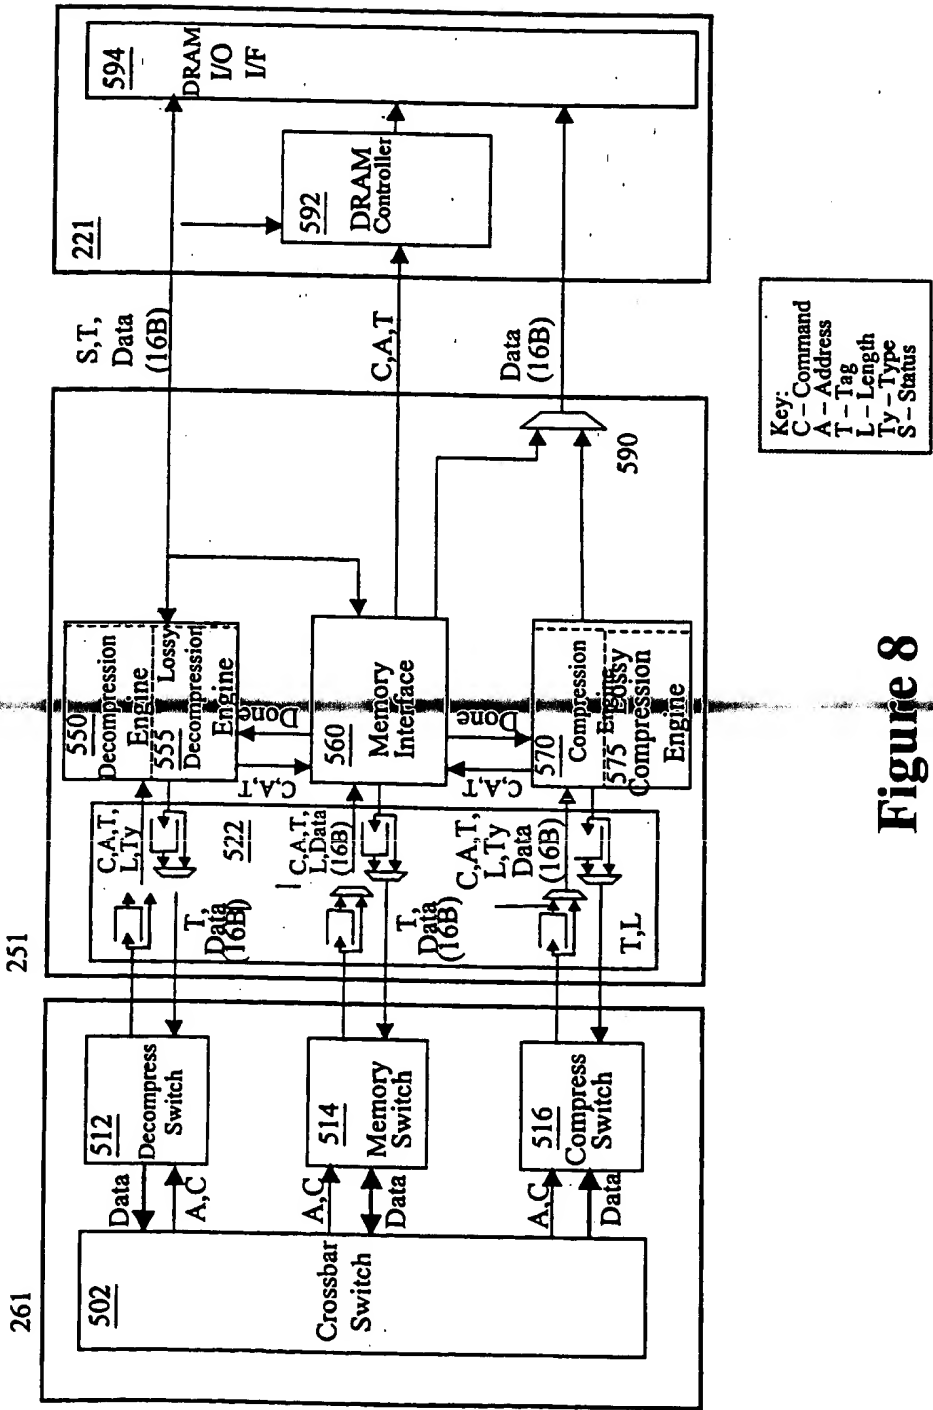 261
502
Crossbar
Switch
Data
A,C
A,C
Data
A,C
Data
512
Decompress
Switch
514
Memory
Switch
516
Compress
Switch
251
522
C,A,T,
L,Ty
T,
Data
(16B)
C,A,T,
L,Data
(16B)
T,
Data
(16B)
C,A,T,
L,Ty
Data
(16B)
T,L
550
Decompression
Engine
555
Lossy
Decompression
Engine
C,A,T
Done
560
Memory
Interface
C,A,T
Done
570
Compression
Engine
575 Lossy
Compression
Engine
590
S,T,
Data
(16B)
C,A,T
Data
(16B)
221
592
DRAM
Controller
594
DRAM
I/O
I/F
Key:
C – Command
A – Address
T – Tag
L – Length
Ty – Type
S – Status
Figure 8